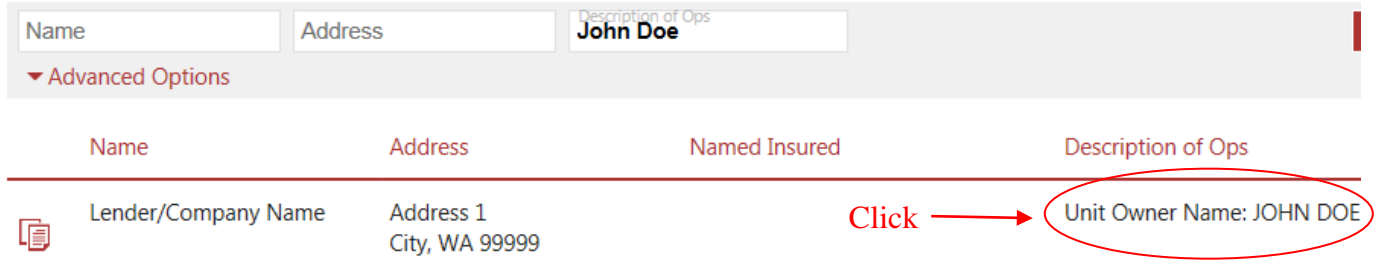 Name
Address
Description of Ops
John Doe
Advanced Options
Name Address Named Insured Description of Ops
Lender/Company Name
Address 1
City, WA 99999
Click
Unit Owner Name: JOHN DOE